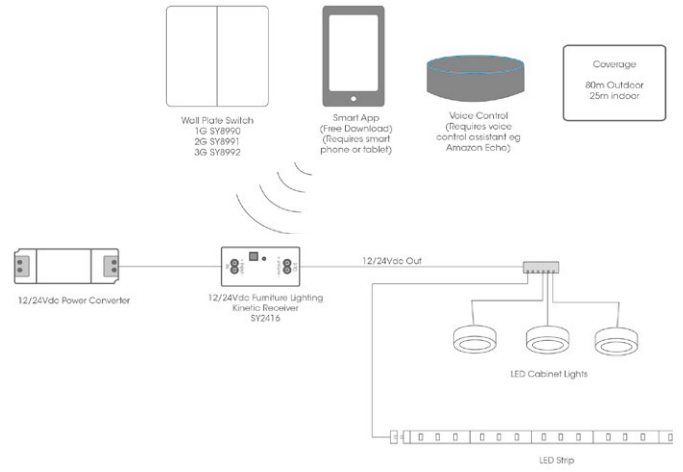 Wall Plate Switch
1G SY8990
2G SY8991
3G SY8992
Smart App
(Free Download)
(Requires smart
phone or tablet)
Voice Control
(Requires voice
control assistant eg
Amazon Echo)
Coverage
80m Outdoor
25m indoor
12/24Vdc Power Converter
12/24Vdc Furniture Lighting
Kinetic Receiver
SY2416
12/24Vdc Out
LED Cabinet Lights
LED Strip